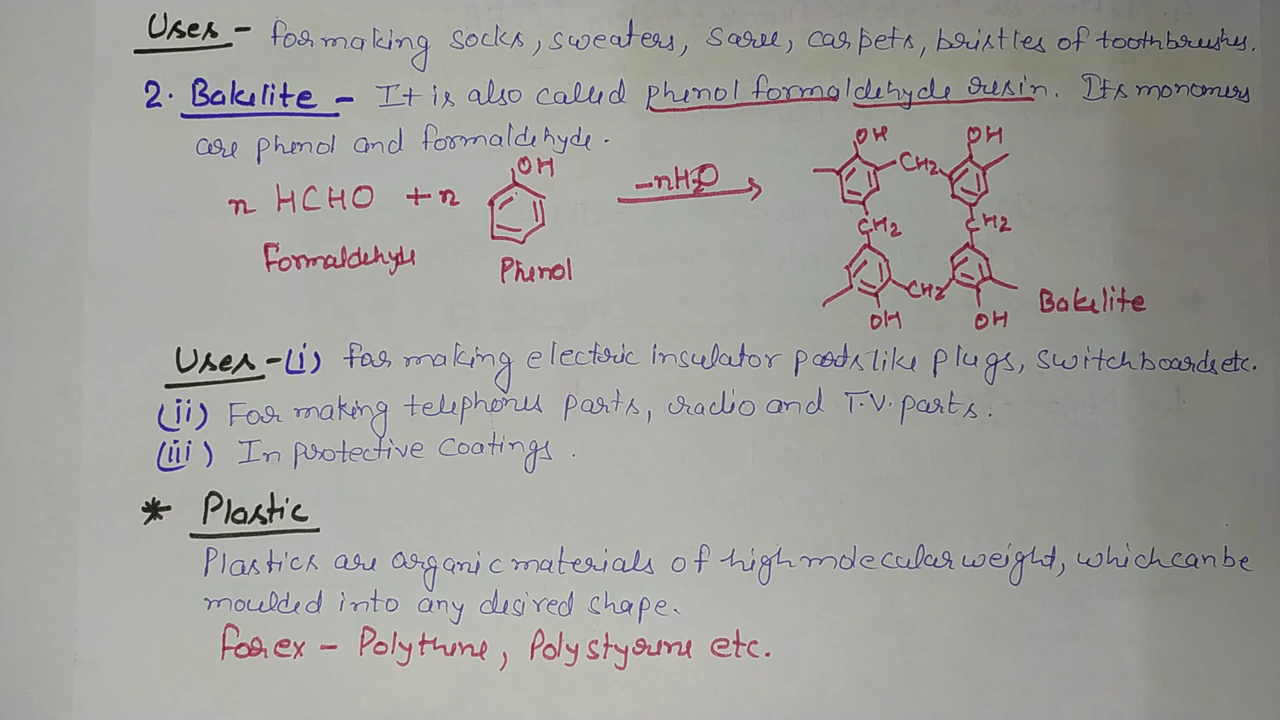 Uses - for making socks, sweaters, saree, carpets, bristles of toothbrushes.
2. Bakelite - It is also called phenol formaldehyde resin. Its monomers
are phenol and formaldehyde.
n HCHO + n OH -nH2O
Formaldehyde Phenol
OH CH2 OH
CH2 CH2
CH2
OH OH Bakelite
Uses - (i) for making electric insulator parts like plugs, switch boards etc.
(ii) For making telephones parts, radio and T.V. parts.
(iii) In protective coatings.
* Plastic
Plastics are organic materials of high molecular weight, which can be
moulded into any desired shape.
for ex - Polythene, Polystyrene etc.